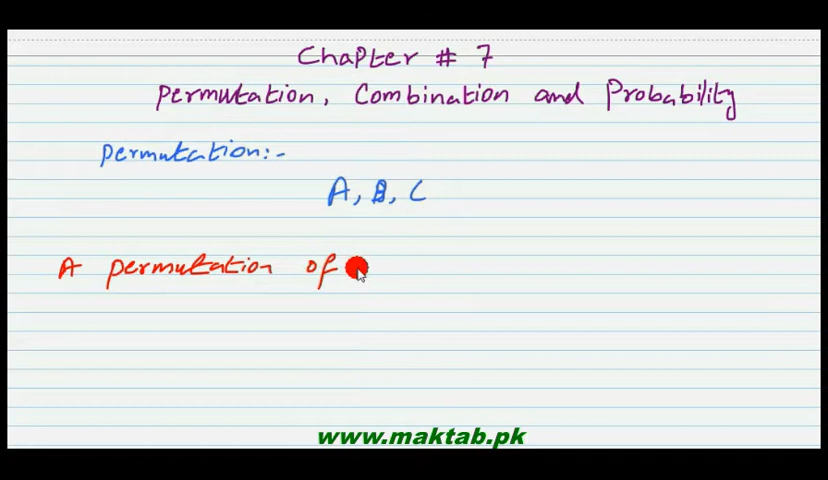 Chapter # 7
Permutation, Combination and Probability
Permutation:-
A, B, C
A permutation of
www.maktab.pk